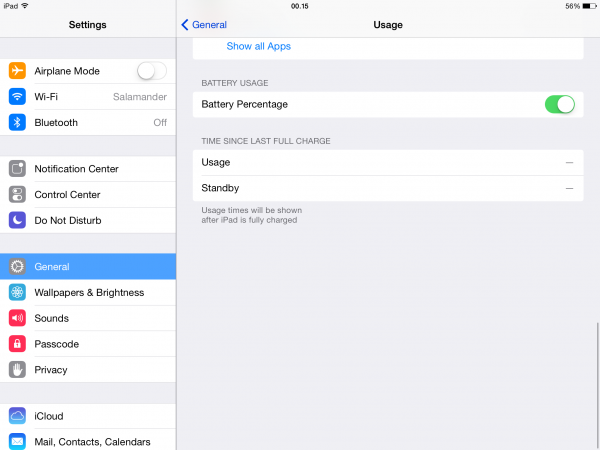 iPad 00.15 56%
Settings
General Usage
Show all Apps
Airplane Mode
Wi-Fi Salamander
Bluetooth Off
Notification Center
Control Center
Do Not Disturb
General
Wallpapers & Brightness
Sounds
Passcode
Privacy
iCloud
Mail, Contacts, Calendars
BATTERY USAGE
Battery Percentage
TIME SINCE LAST FULL CHARGE
Usage –
Standby –
Usage times will be shown
after iPad is fully charged